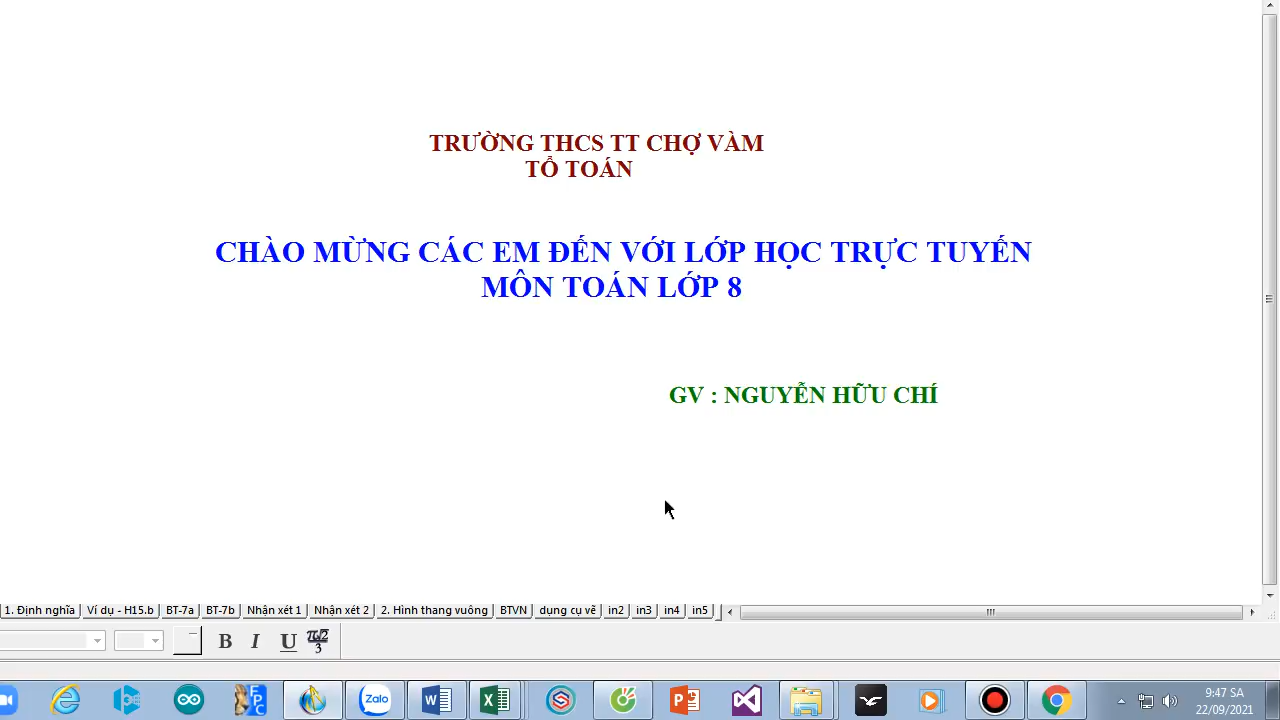 TRƯỜNG THCS TT CHỢ VÀM
TỔ TOÁN
CHÀO MỪNG CÁC EM ĐẾN VỚI LỚP HỌC TRỰC TUYẾN
MÔN TOÁN LỚP 8
GV : NGUYỄN HỮU CHÍ
1. Định nghĩa Ví dụ - H15.b BT-7a BT-7b Nhận xét 1 Nhận xét 2 2. Hình thang vuông BTVN dụng cụ vẽ in2 in3 in4 in5
B I U π√2/3
Zalo
9:47 SA
22/09/2021